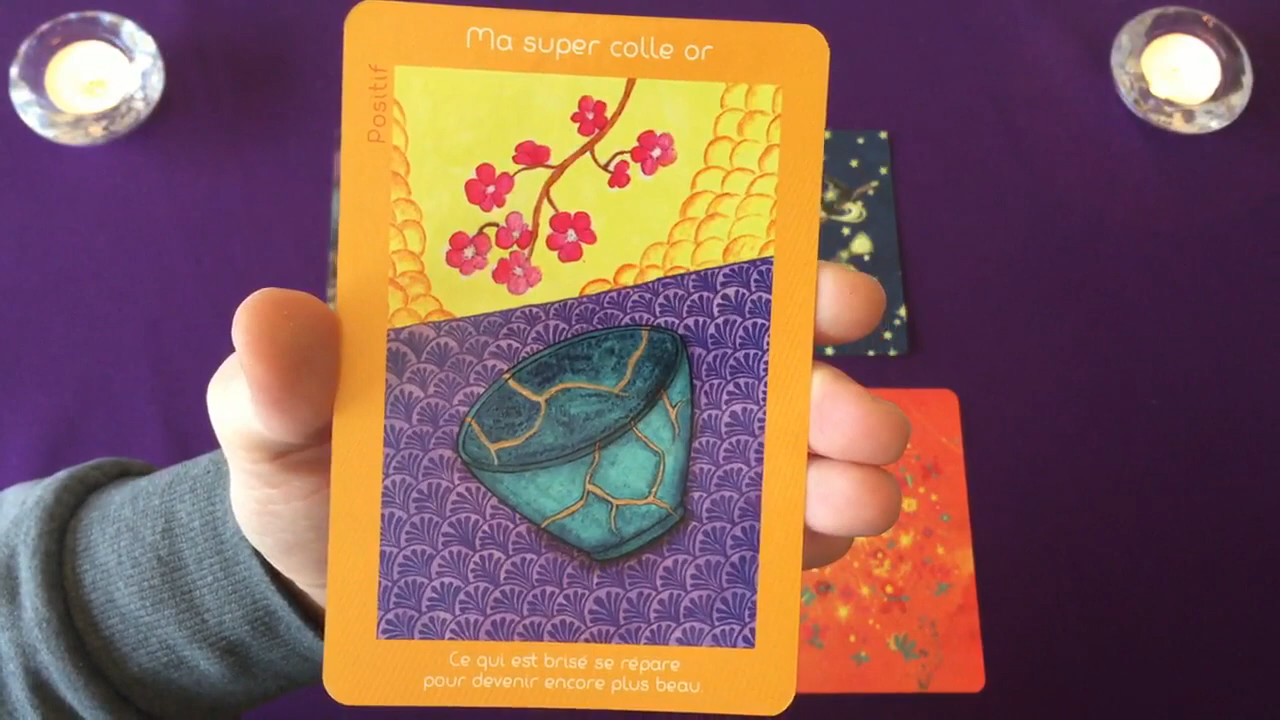 Ma super colle or
Positif
Ce qui est brisé se répare
pour devenir encore plus beau.